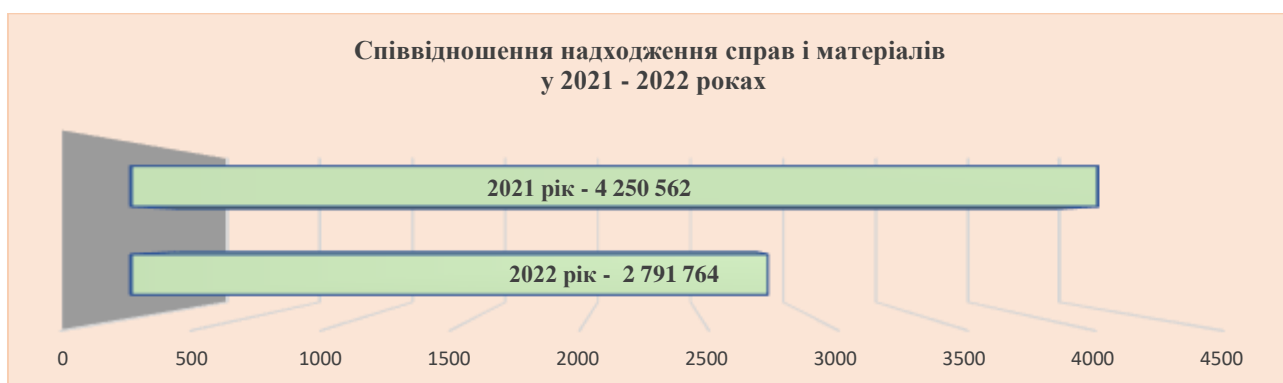 Співвідношення надходження справ і матеріалів
у 2021 - 2022 роках
2021 рік - 4 250 562
2022 рік - 2 791 764
0 500 1000 1500 2000 2500 3000 3500 4000 4500